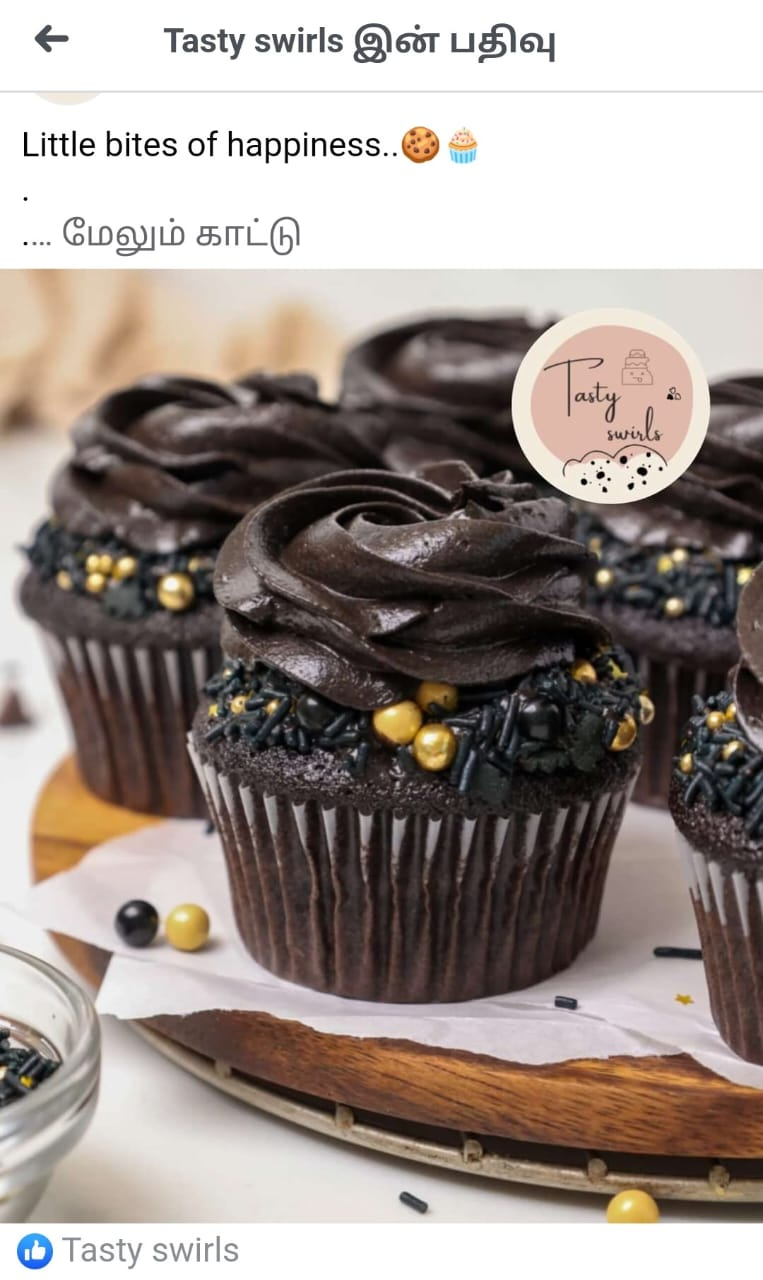 Tasty swirls இன் பதிவு
Little bites of happiness..🍪🧁
.
.... மேலும் காட்டு
Tasty
swirls
Tasty swirls